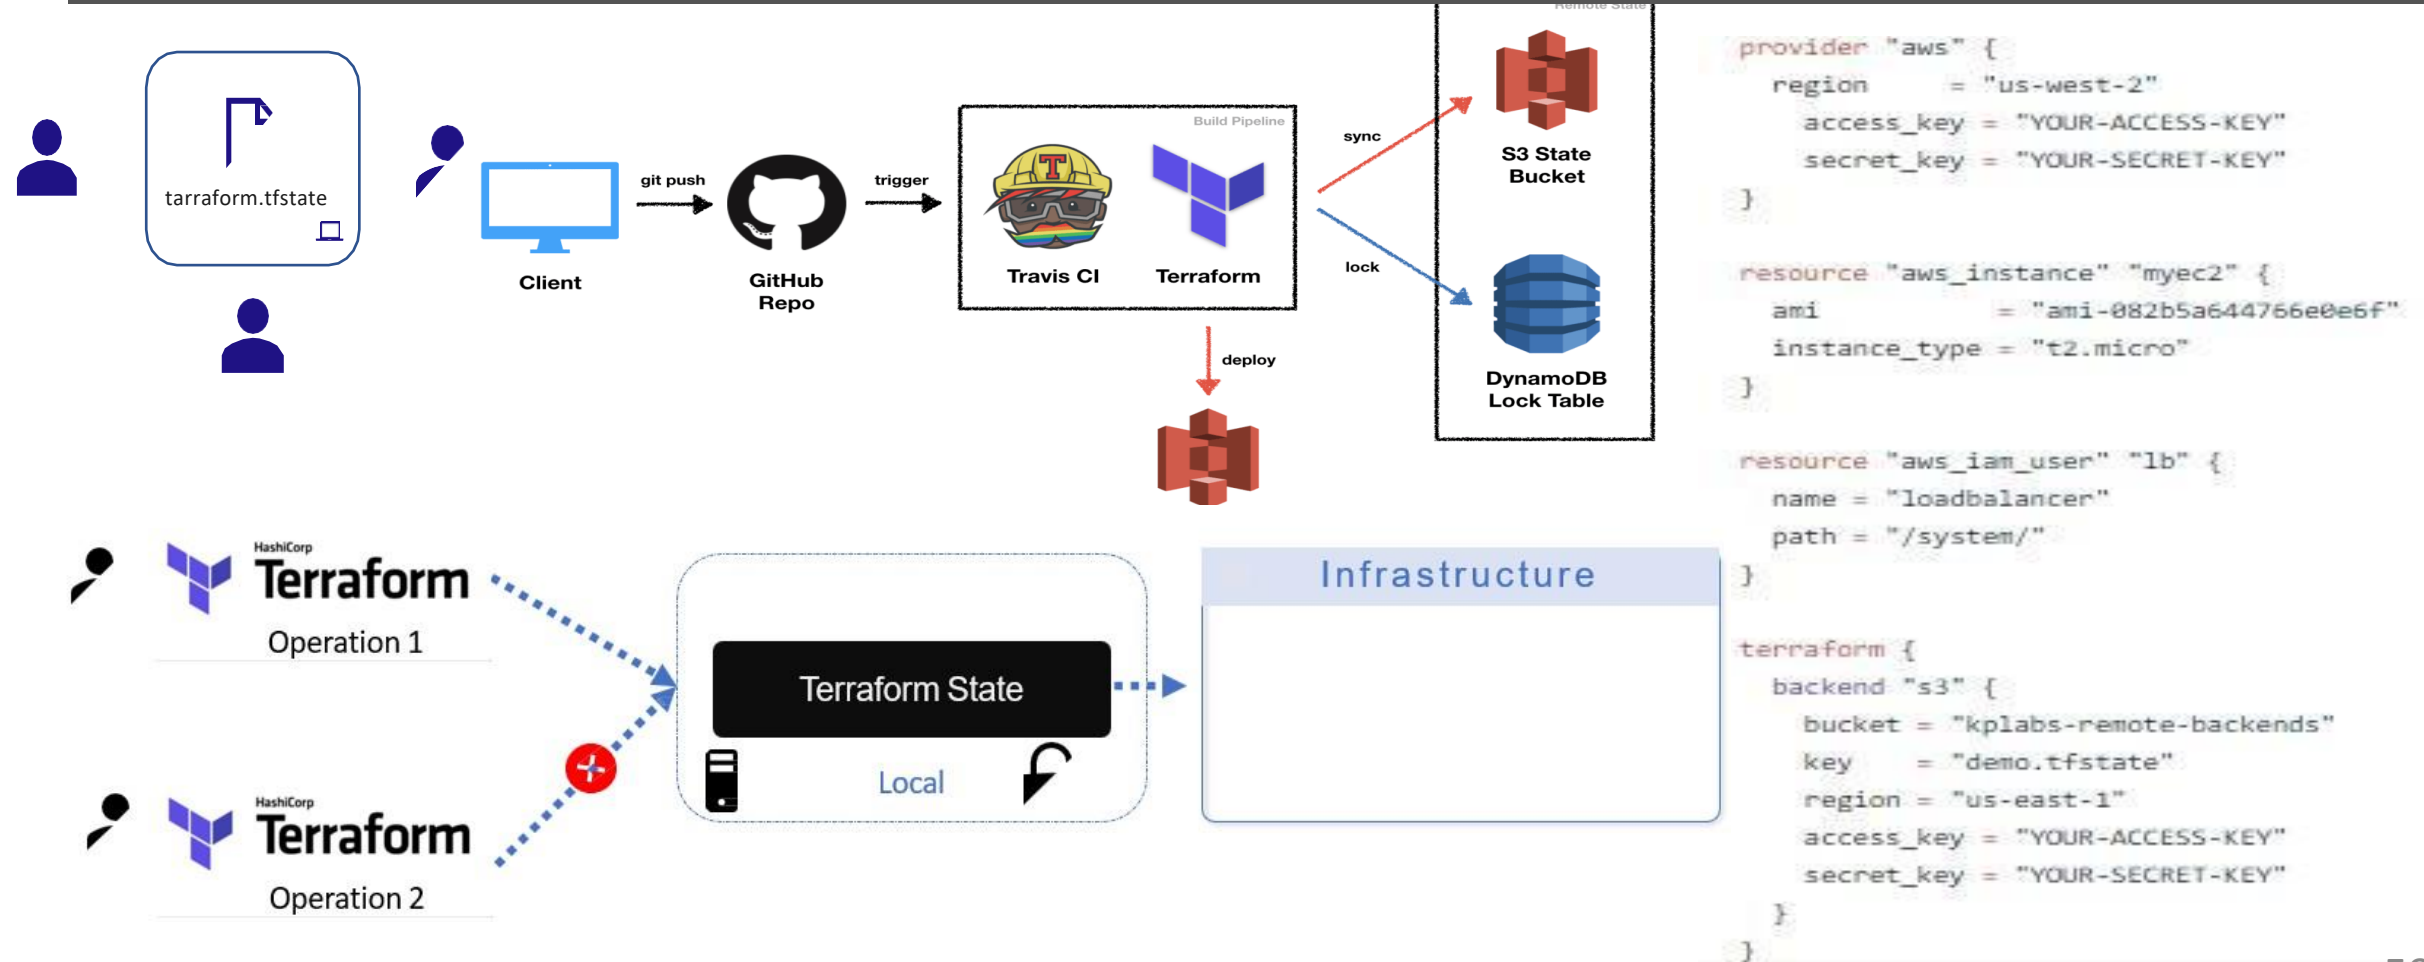 tarraform.tfstate
Client
git push
GitHub
Repo
trigger
Build Pipeline
Travis CI
Terraform
sync
lock
deploy
Remote State
S3 State
Bucket
DynamoDB
Lock Table
HashiCorp
Terraform
Operation 1
HashiCorp
Terraform
Operation 2
Terraform State
Local
Infrastructure
provider "aws" {
region = "us-west-2"
access_key = "YOUR-ACCESS-KEY"
secret_key = "YOUR-SECRET-KEY"
}
resource "aws_instance" "myec2" {
ami = "ami-082b5a644766e0e6f"
instance_type = "t2.micro"
}
resource "aws_iam_user" "lb" {
name = "loadbalancer"
path = "/system/"
}
terraform {
backend "s3" {
bucket = "kplabs-remote-backends"
key = "demo.tfstate"
region = "us-east-1"
access_key = "YOUR-ACCESS-KEY"
secret_key = "YOUR-SECRET-KEY"
}
}